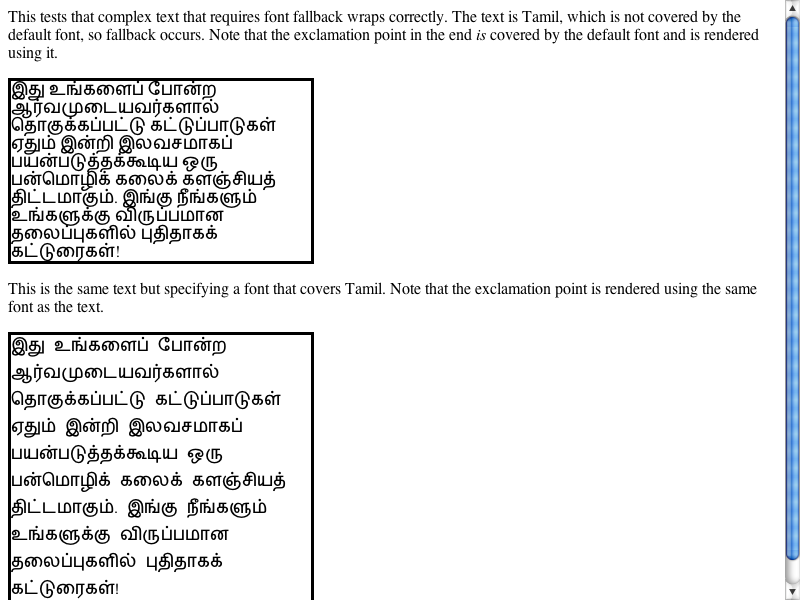 This tests that complex text that requires font fallback wraps correctly. The text is Tamil, which is not covered by the
default font, so fallback occurs. Note that the exclamation point in the end is covered by the default font and is rendered
using it.
இது உங்களைப் போன்ற
ஆர்வமுடையவர்களால்
தொகுக்கப்பட்டு கட்டுப்பாடுகள்
ஏதும் இன்றி இலவசமாகப்
பயன்படுத்தக்கூடிய ஒரு
பன்மொழிக் கலைக் களஞ்சியத்
திட்டமாகும். இங்கு நீங்களும்
உங்களுக்கு விருப்பமான
தலைப்புகளில் புதிதாகக்
கட்டுரைகள்!
This is the same text but specifying a font that covers Tamil. Note that the exclamation point is rendered using the same
font as the text.
இது உங்களைப் போன்ற
ஆர்வமுடையவர்களால்
தொகுக்கப்பட்டு கட்டுப்பாடுகள்
ஏதும் இன்றி இலவசமாகப்
பயன்படுத்தக்கூடிய ஒரு
பன்மொழிக் கலைக் களஞ்சியத்
திட்டமாகும். இங்கு நீங்களும்
உங்களுக்கு விருப்பமான
தலைப்புகளில் புதிதாகக்
கட்டுரைகள்!